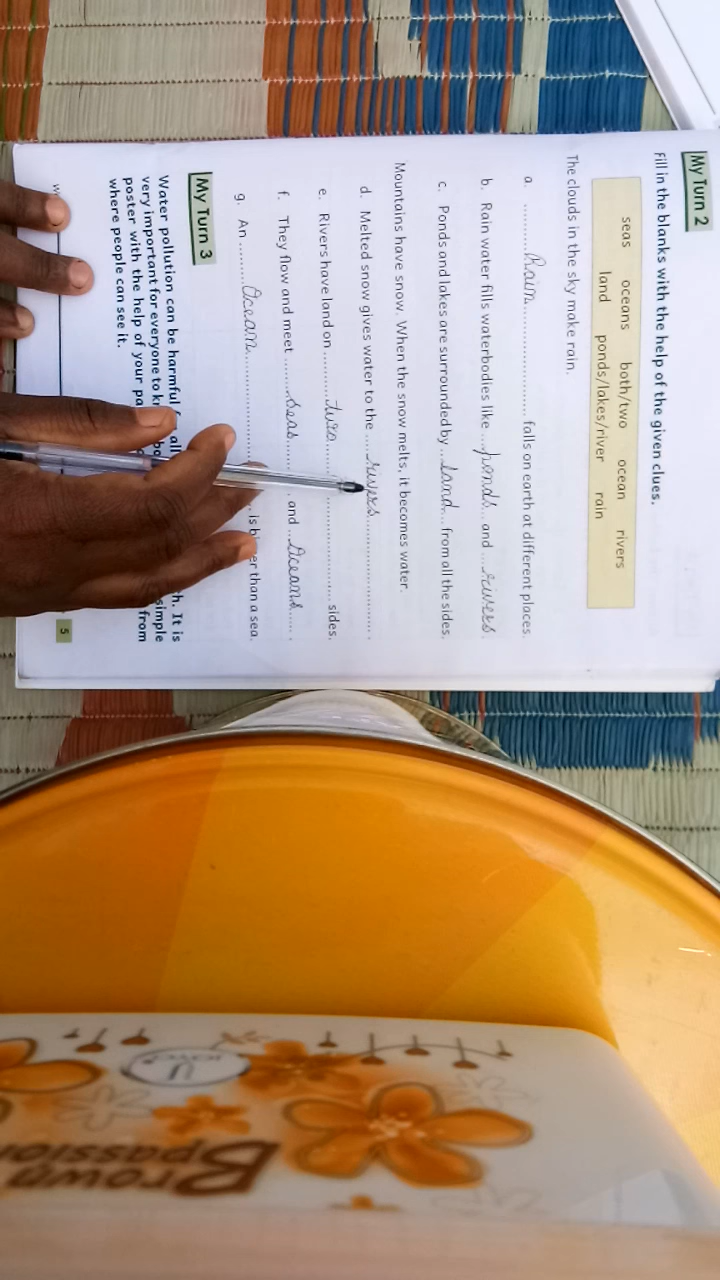 My Turn 2
Fill in the blanks with the help of the given clues.
seas oceans both/two ocean rivers
land ponds/lakes/river rain
The clouds in the sky make rain.
a. Rain falls on earth at different places.
b. Rain water fills waterbodies like ponds and rivers.
c. Ponds and lakes are surrounded by land from all the sides.
Mountains have snow. When the snow melts, it becomes water.
d. Melted snow gives water to the rivers.
e. Rivers have land on two sides.
f. They flow and meet seas and Oceans.
g. An Ocean is than a sea.
My Turn 3
Water pollution can be harmful all h. It is
very important for everyone to simple
poster with the help of your from
where people can see it.
5
Brown
passion